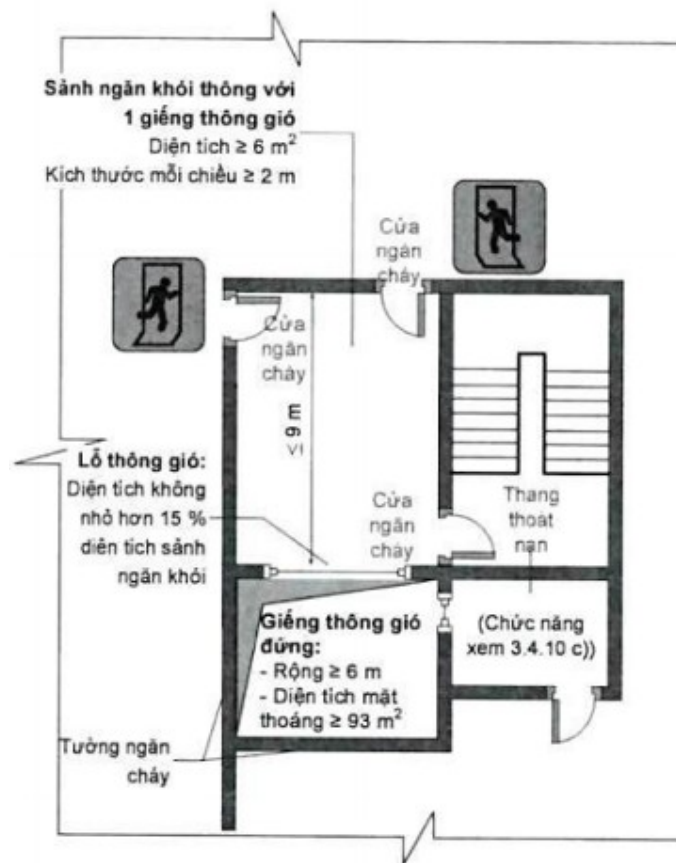 Sảnh ngăn khói thông với
1 giếng thông gió
Diện tích ≥ 6 m²
Kích thước mỗi chiều ≥ 2 m
Cửa
ngăn
cháy
Cửa
ngăn
cháy
≤ 9 m
Lỗ thông gió:
Diện tích không
nhỏ hơn 15 %
diện tích sảnh
ngăn khói
Cửa
ngăn
cháy
Thang
thoát
nạn
Giếng thông gió
đứng:
- Rộng ≥ 6 m
- Diện tích mặt
thoáng ≥ 93 m²
(Chức năng
xem 3.4.10 c))
Tường ngăn
cháy